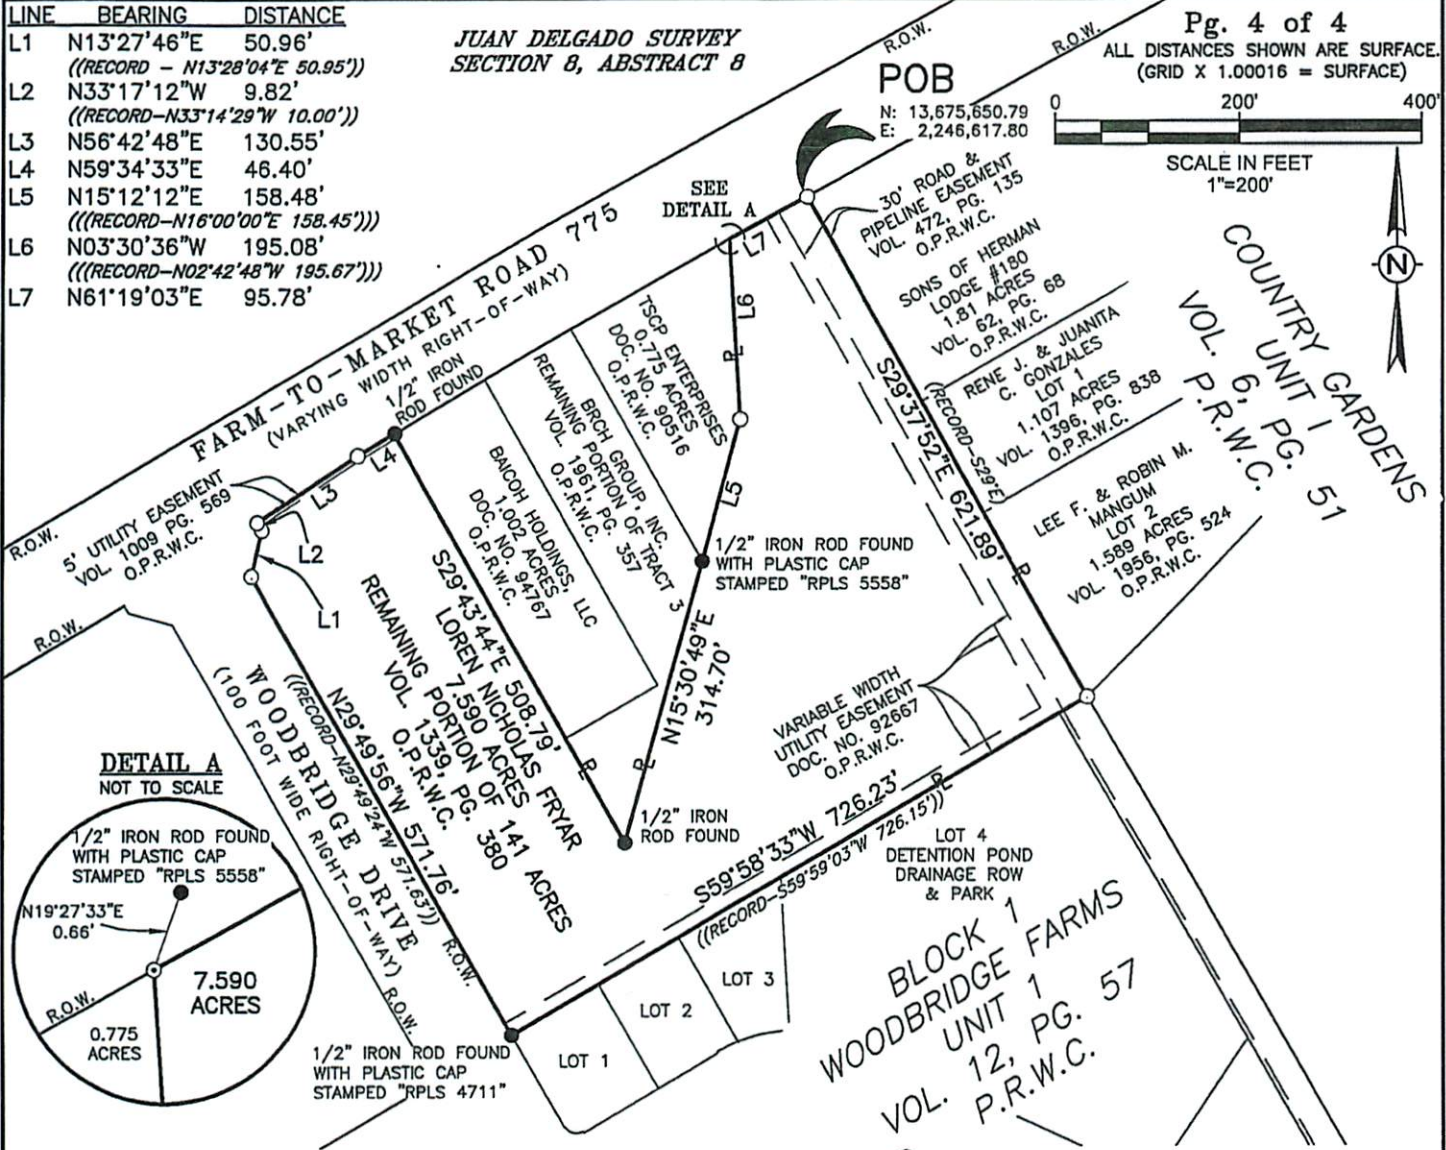 LINE BEARING DISTANCE
L1 N13°27'46"E 50.96'
((RECORD - N13°28'04"E 50.95'))
L2 N33°17'12"W 9.82'
((RECORD-N33°14'29"W 10.00'))
L3 N56°42'48"E 130.55'
L4 N59°34'33"E 46.40'
L5 N15°12'12"E 158.48'
(((RECORD-N16°00'00"E 158.45')))
L6 N03°30'36"W 195.08'
(((RECORD-N02°42'48"W 195.67')))
L7 N61°19'03"E 95.78'
JUAN DELGADO SURVEY
SECTION 8, ABSTRACT 8
R.O.W.
R.O.W.
Pg. 4 of 4
ALL DISTANCES SHOWN ARE SURFACE.
(GRID X 1.00016 = SURFACE)
0 200' 400'
SCALE IN FEET
1"=200'
N
POB
N: 13,675,650.79
E: 2,246,617.80
SEE
DETAIL A
L7
L6
PL
L5
30' ROAD &
PIPELINE EASEMENT
VOL. 472, PG. 135
O.P.R.W.C.
SONS OF HERMAN
LODGE #180
1.81 ACRES
VOL. 62, PG. 68
O.P.R.W.C.
RENE J. & JUANITA
C. GONZALES
LOT 1
1.107 ACRES
VOL. 1396, PG. 838
O.P.R.W.C.
LEE F. & ROBIN M.
MANGUM
LOT 2
1.589 ACRES
VOL. 1956, PG. 524
O.P.R.W.C.
COUNTRY GARDENS
UNIT 1
VOL. 6, PG. 51
P.R.W.C.
S29°37'52"E 621.89'
(RECORD-S29°E)
PL
FARM-TO-MARKET ROAD 775
(VARYING WIDTH RIGHT-OF-WAY)
1/2" IRON
ROD FOUND
L4
L3
L2
L1
5' UTILITY EASEMENT
VOL. 1009 PG. 569
O.P.R.W.C.
R.O.W.
R.O.W.
TSCP ENTERPRISES
0.775 ACRES
DOC. NO. 90516
O.P.R.W.C.
BRCH GROUP, INC.
REMAINING PORTION OF TRACT 3
VOL. 1961, PG. 357
O.P.R.W.C.
BAICOH HOLDINGS, LLC
1.002 ACRES
DOC. NO. 94767
O.P.R.W.C.
1/2" IRON ROD FOUND
WITH PLASTIC CAP
STAMPED "RPLS 5558"
N15°30'49"E
314.70'
PL
PL
S29°43'44"E 508.79'
LOREN NICHOLAS FRYAR
7.590 ACRES
REMAINING PORTION OF 141 ACRES
VOL. 1339, PG. 380
O.P.R.W.C.
1/2" IRON
ROD FOUND
VARIABLE WIDTH
UTILITY EASEMENT
DOC. NO. 92667
O.P.R.W.C.
N29°49'56"W 571.76'
((RECORD-N29°49'24"W 571.63'))
WOODBRIDGE DRIVE
(100 FOOT WIDE RIGHT-OF-WAY)
R.O.W.
R.O.W.
S59°58'33"W 726.23'
((RECORD-S59°59'03"W 726.15'))
PL
LOT 4
DETENTION POND
DRAINAGE ROW
& PARK
BLOCK 1
WOODBRIDGE FARMS
UNIT 1
VOL. 12, PG. 57
P.R.W.C.
LOT 3
LOT 2
LOT 1
1/2" IRON ROD FOUND
WITH PLASTIC CAP
STAMPED "RPLS 4711"
DETAIL A
NOT TO SCALE
1/2" IRON ROD FOUND
WITH PLASTIC CAP
STAMPED "RPLS 5558"
N19°27'33"E
0.66'
R.O.W.
7.590
ACRES
0.775
ACRES